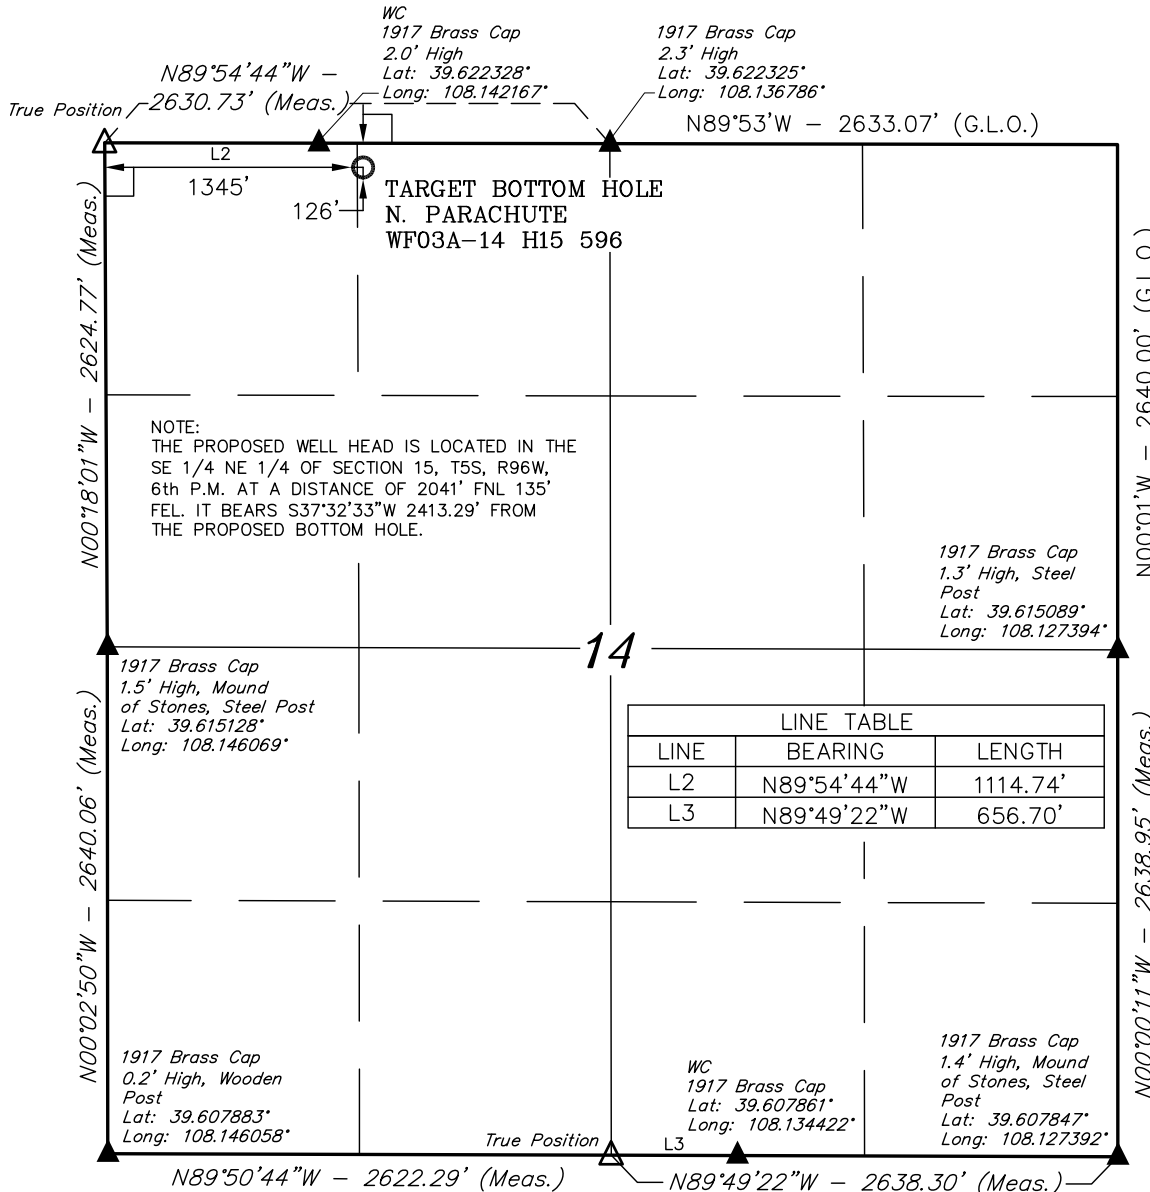 WC
1917 Brass Cap
2.0' High
Lat: 39.622328°
Long: 108.142167°
1917 Brass Cap
2.3' High
Lat: 39.622325°
Long: 108.136786°
N89°54'44"W –
2630.73' (Meas.)
True Position
N89°53'W – 2633.07' (G.L.O.)
L2
1345'
126'
TARGET BOTTOM HOLE
N. PARACHUTE
WF03A–14 H15 596
N00°18'01"W – 2624.77' (Meas.)
N00°01'W – 2640.00' (G.L.O.)
NOTE:
THE PROPOSED WELL HEAD IS LOCATED IN THE
SE 1/4 NE 1/4 OF SECTION 15, T5S, R96W,
6th P.M. AT A DISTANCE OF 2041' FNL 135'
FEL. IT BEARS S37°32'33"W 2413.29' FROM
THE PROPOSED BOTTOM HOLE.
1917 Brass Cap
1.3' High, Steel
Post
Lat: 39.615089°
Long: 108.127394°
14
1917 Brass Cap
1.5' High, Mound
of Stones, Steel Post
Lat: 39.615128°
Long: 108.146069°
LINE TABLE
LINE BEARING LENGTH
L2 N89°54'44"W 1114.74'
L3 N89°49'22"W 656.70'
N00°02'50"W – 2640.06' (Meas.)
N00°00'11"W – 2638.95' (Meas.)
1917 Brass Cap
0.2' High, Wooden
Post
Lat: 39.607883°
Long: 108.146058°
WC
1917 Brass Cap
Lat: 39.607861°
Long: 108.134422°
1917 Brass Cap
1.4' High, Mound
of Stones, Steel
Post
Lat: 39.607847°
Long: 108.127392°
True Position
L3
N89°50'44"W – 2622.29' (Meas.)
N89°49'22"W – 2638.30' (Meas.)